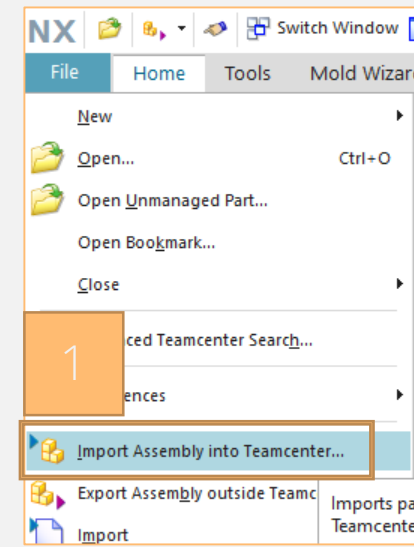 NX Switch Window
File Home Tools Mold Wizar
New
Open... Ctrl+O
Open Unmanaged Part...
Open Bookmark...
Close
1
ced Teamcenter Search...
ences
Import Assembly into Teamcenter...
Export Assembly outside Teamc
Imports pa
Teamcente
Import